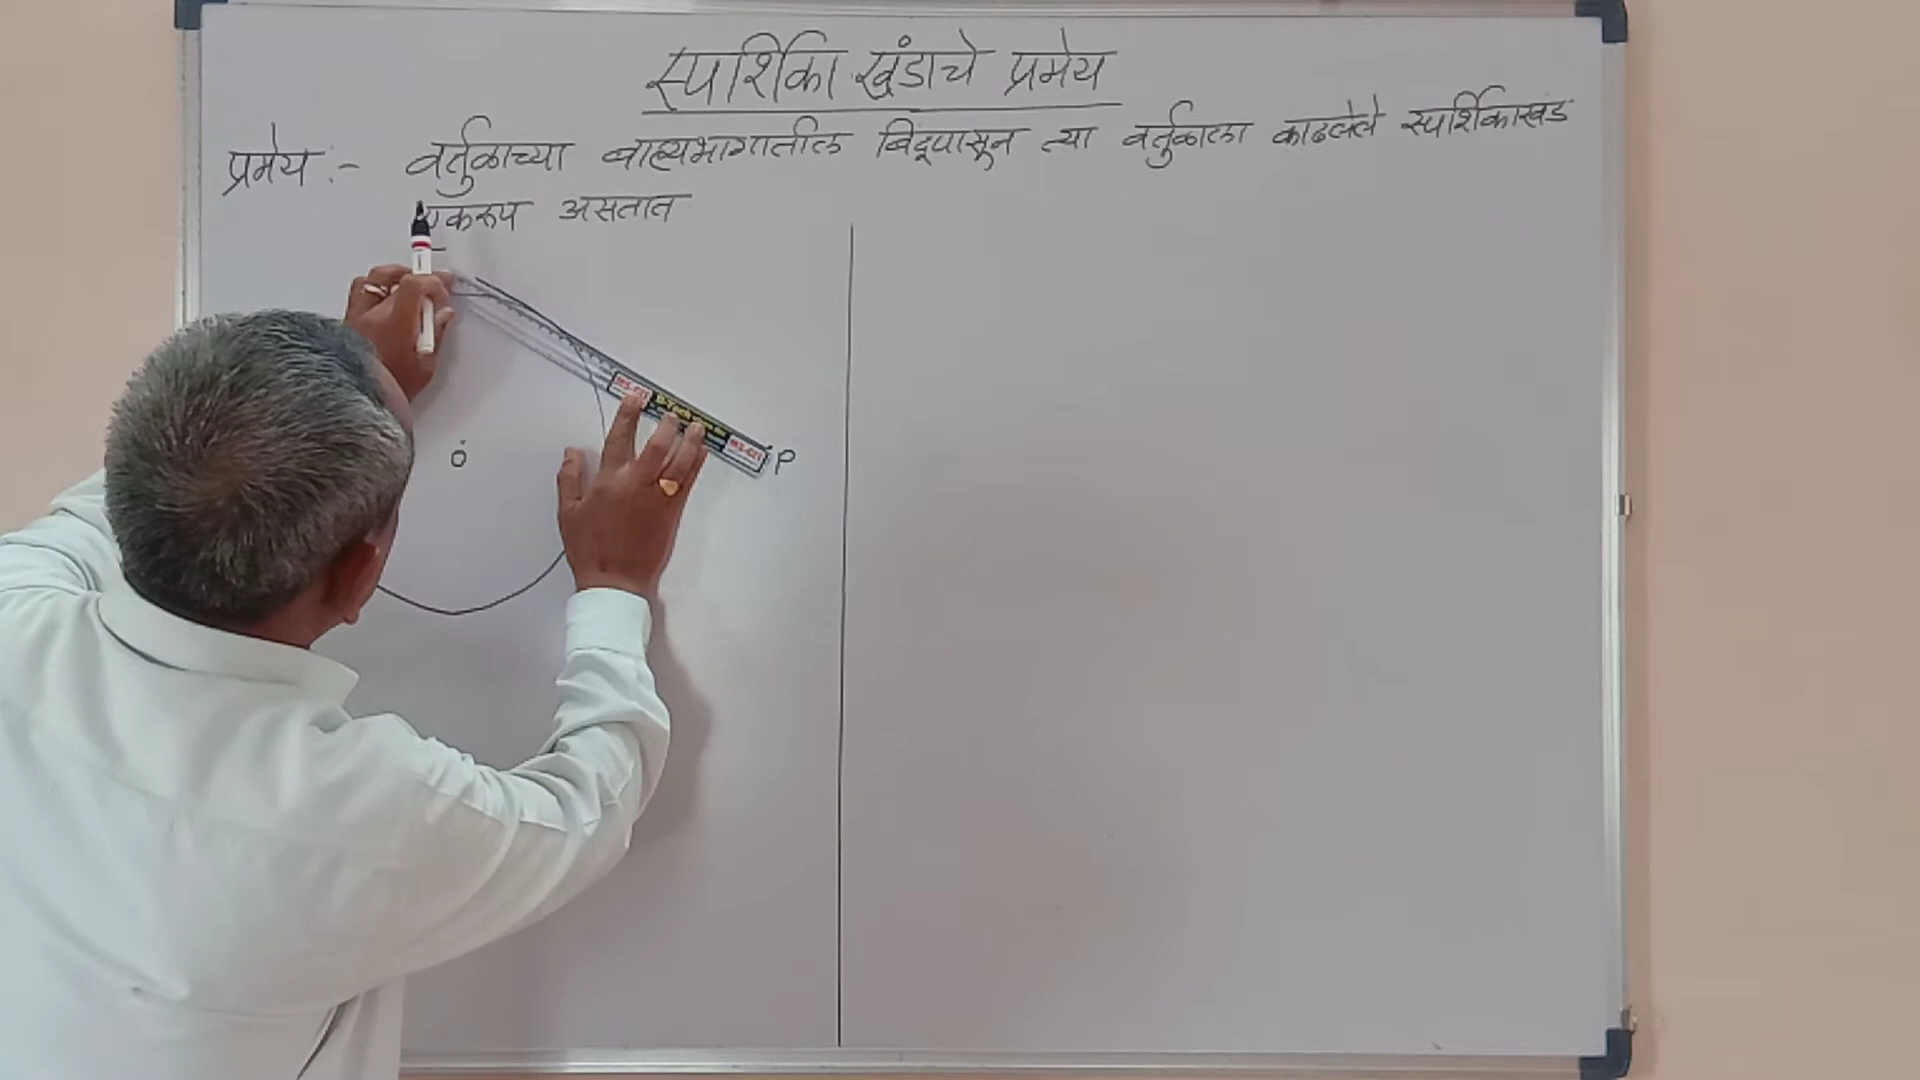 स्पर्शिका खंडाचे प्रमेय
प्रमेय :- वर्तुळाच्या बाह्यभागातील बिंदूपासून त्या वर्तुळाला काढलेले स्पर्शिकाखंड
एकरूप असतात
O
P